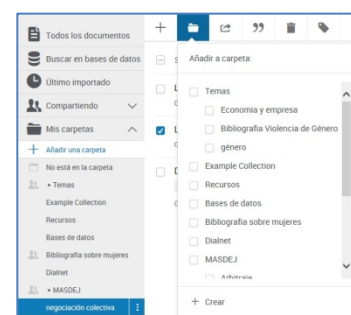 Todos los documentos
Buscar en bases de datos
Último importado
Compartiendo
Mis carpetas
Añadir una carpeta
No está en la carpeta
Temas
Example Collection
Recursos
Bases de datos
Bibliografia sobre mujeres
Dialnet
MASDEJ
negociación colectiva
Añadir a carpeta:
Temas
Economia y empresa
Bibliografia Violencia de Género
género
Example Collection
Recursos
Bases de datos
Bibliografia sobre mujeres
Dialnet
MASDEJ
Arbitraje
+ Crear